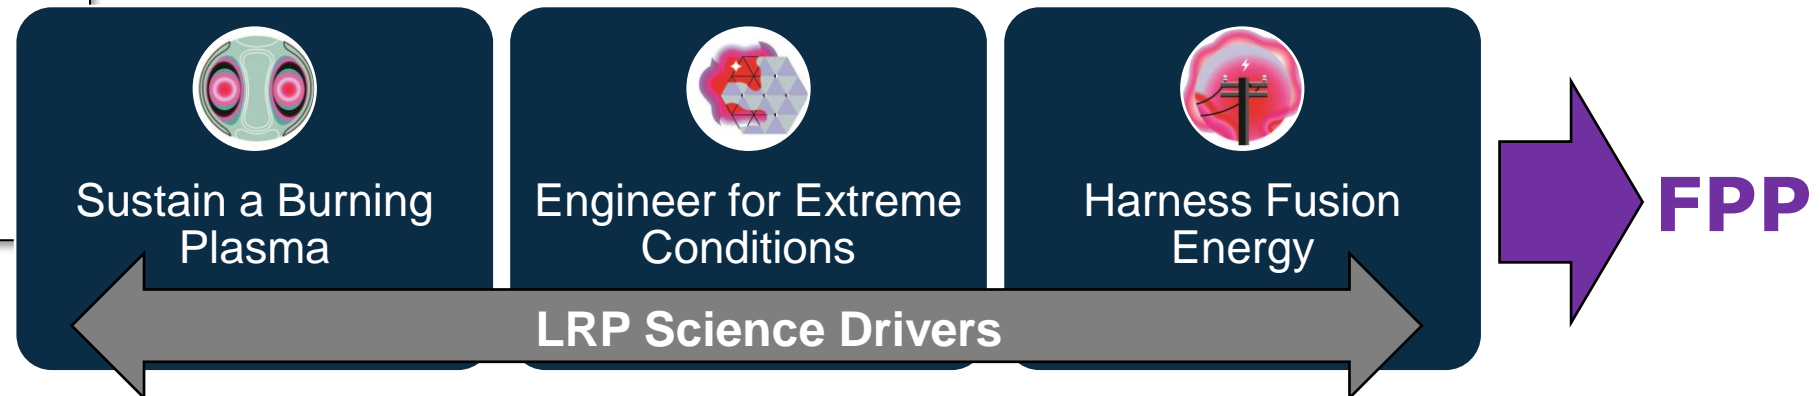 Sustain a Burning
Plasma
Engineer for Extreme
Conditions
Harness Fusion
Energy
FPP
LRP Science Drivers